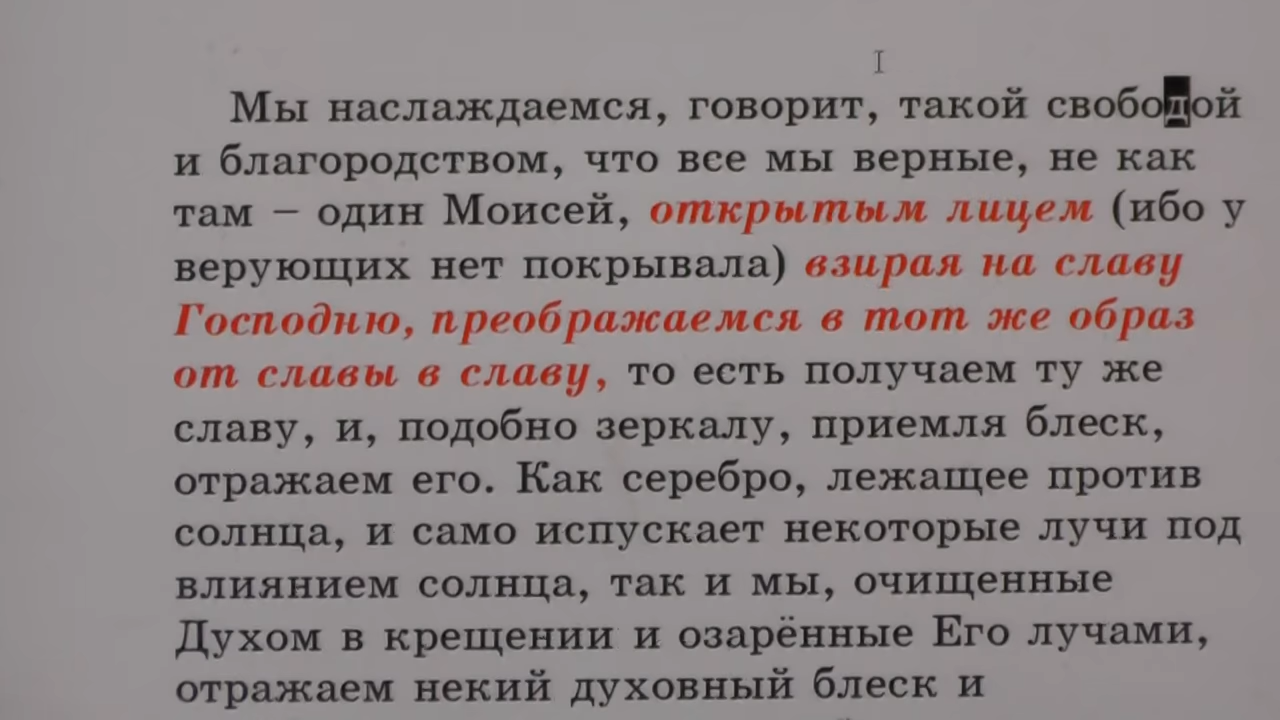 Мы наслаждаемся, говорит, такой свободой
и благородством, что все мы верные, не как
там – один Моисей, открытым лицем (ибо у
верующих нет покрывала) взирая на славу
Господню, преображаемся в тот же образ
от славы в славу, то есть получаем ту же
славу, и, подобно зеркалу, приемля блеск,
отражаем его. Как серебро, лежащее против
солнца, и само испускает некоторые лучи под
влиянием солнца, так и мы, очищенные
Духом в крещении и озарённые Его лучами,
отражаем некий духовный блеск и